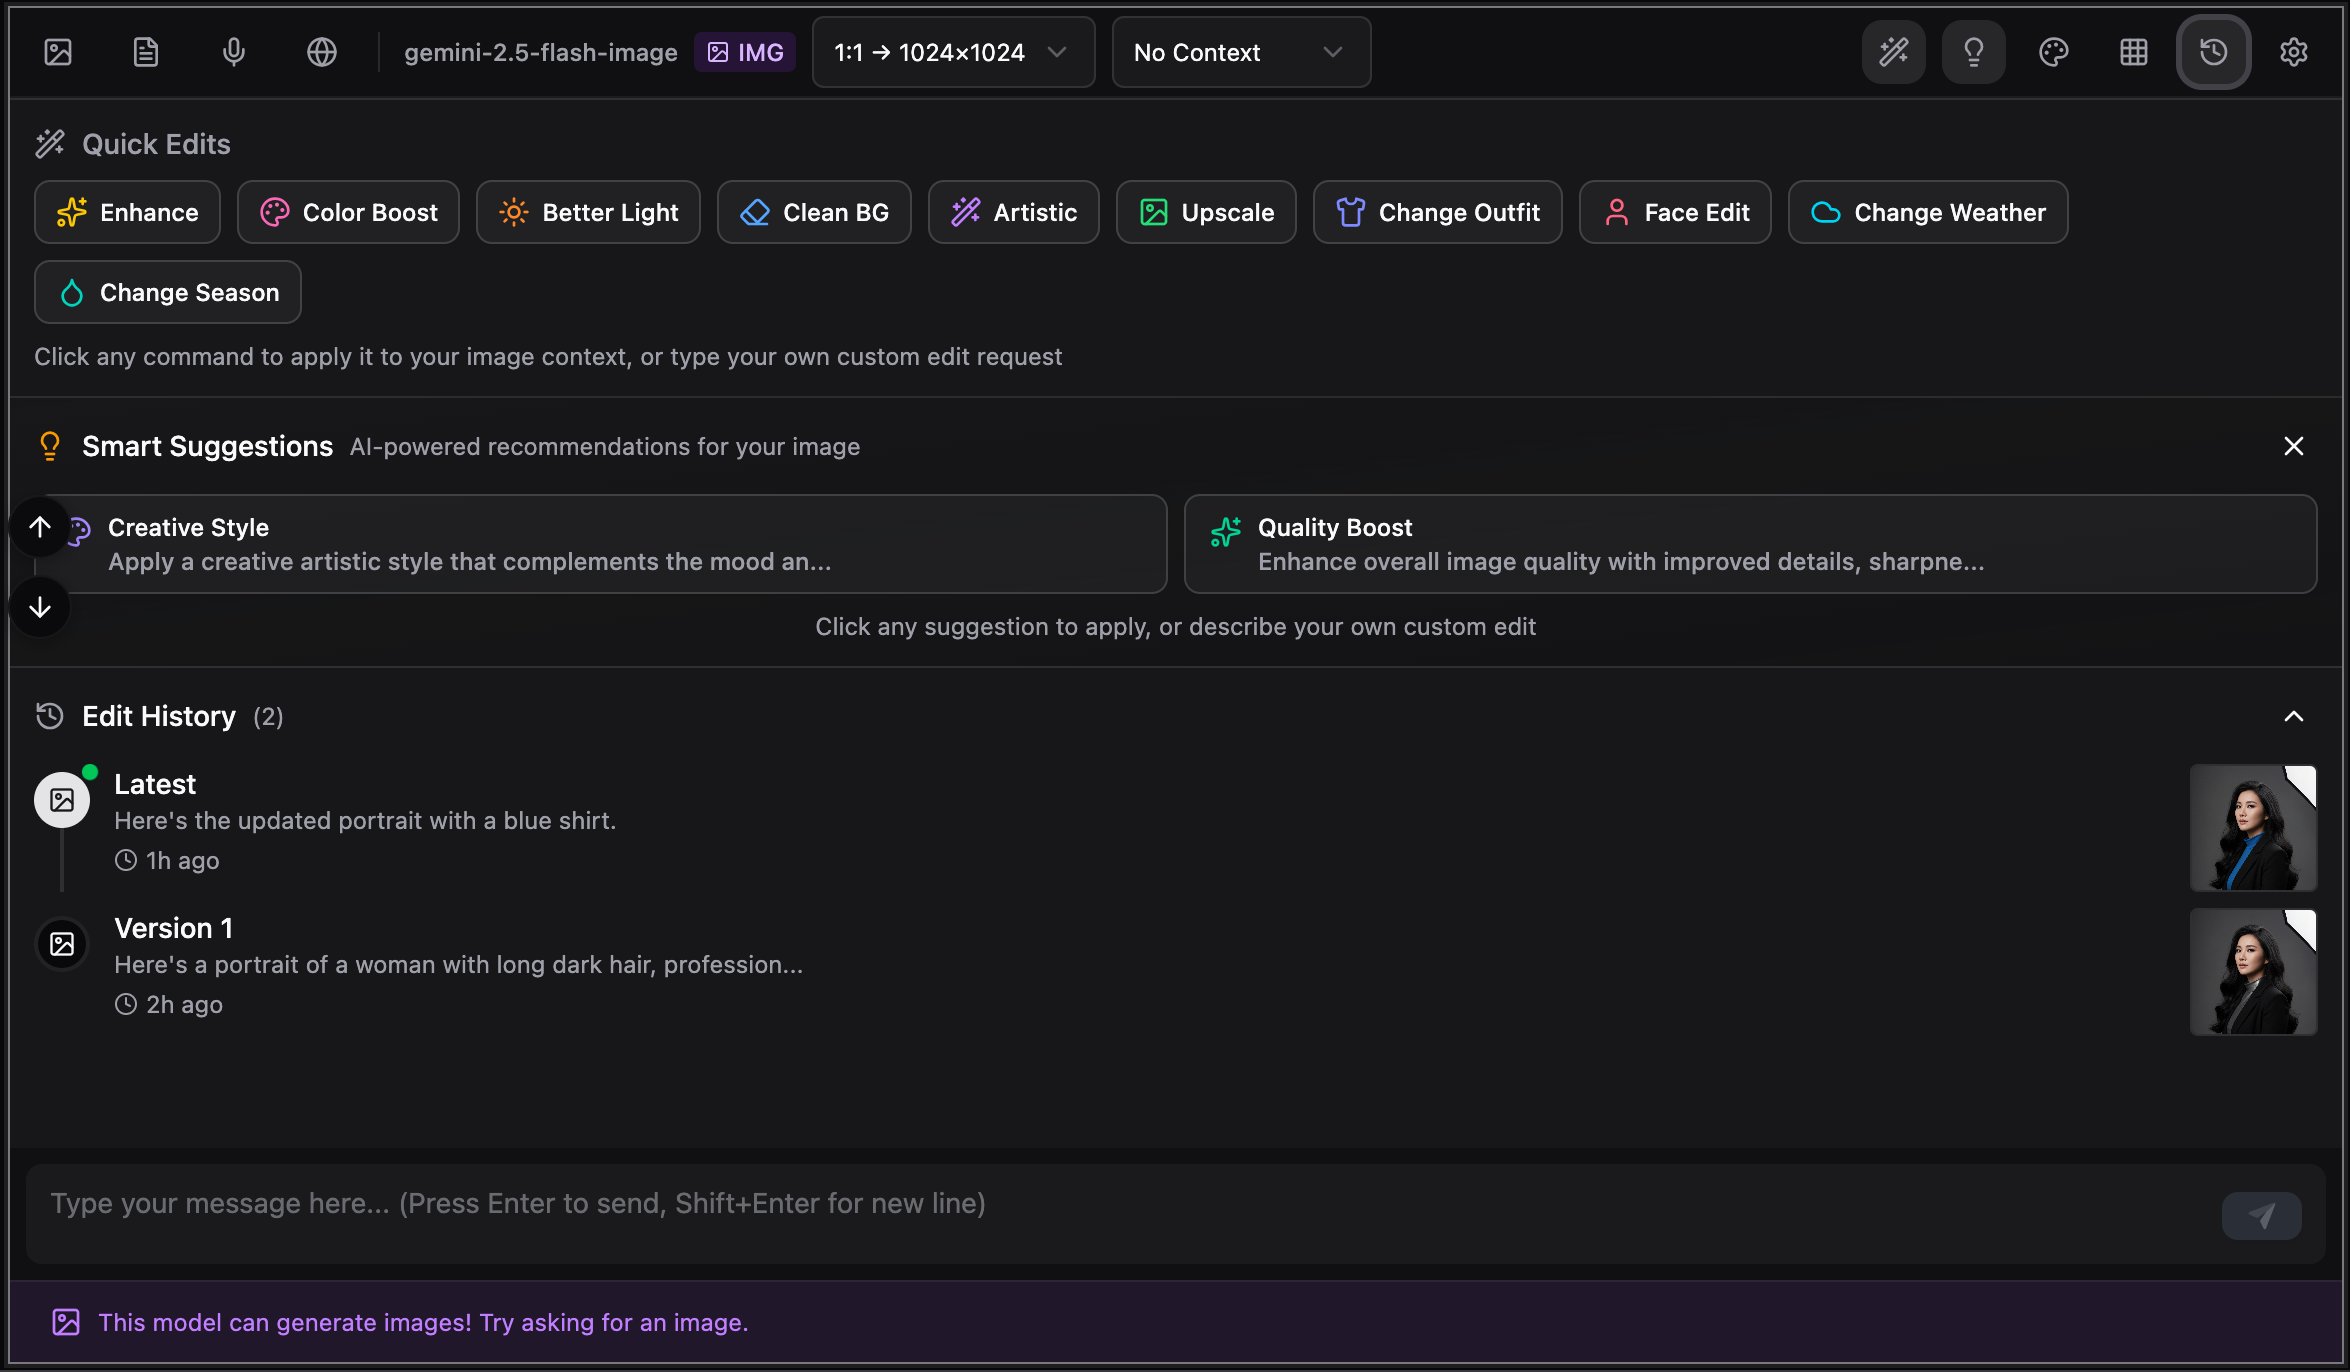 gemini-2.5-flash-image IMG 1:1 → 1024×1024 No Context
Quick Edits
Enhance Color Boost Better Light Clean BG Artistic Upscale Change Outfit Face Edit Change Weather
Change Season
Click any command to apply it to your image context, or type your own custom edit request
Smart Suggestions AI-powered recommendations for your image
Creative Style
Apply a creative artistic style that complements the mood an...
Quality Boost
Enhance overall image quality with improved details, sharpne...
Click any suggestion to apply, or describe your own custom edit
Edit History (2)
Latest
Here's the updated portrait with a blue shirt.
1h ago
Version 1
Here's a portrait of a woman with long dark hair, profession...
2h ago
Type your message here... (Press Enter to send, Shift+Enter for new line)
This model can generate images! Try asking for an image.